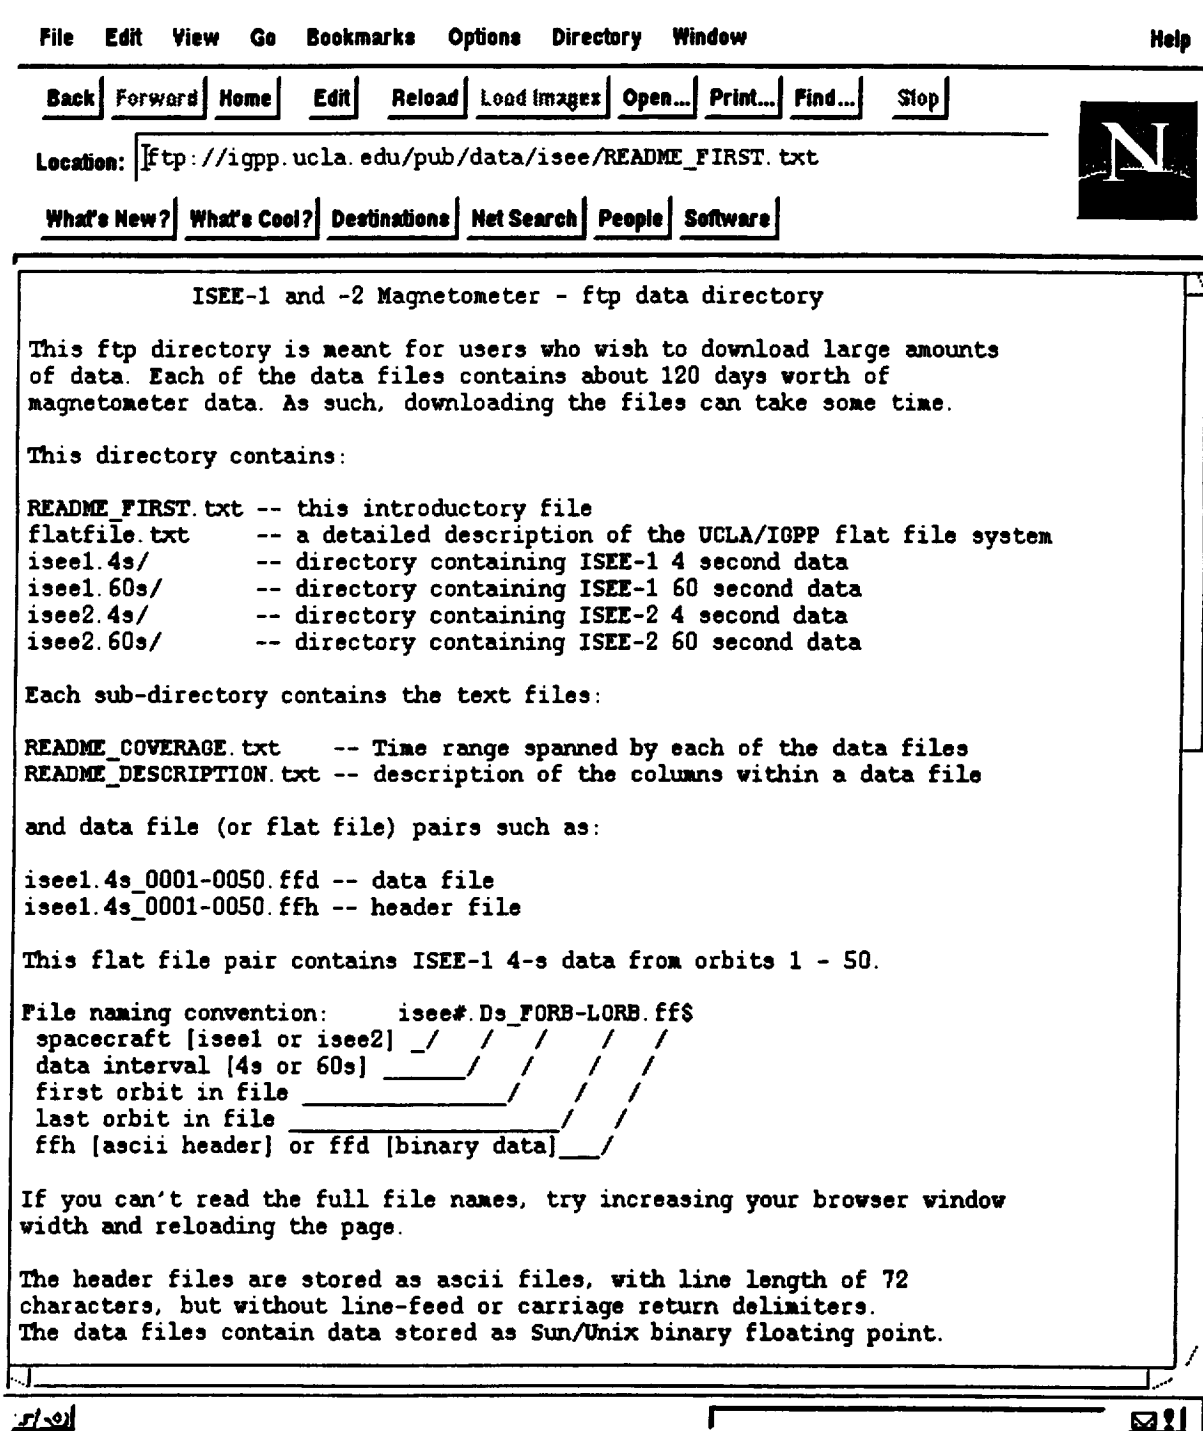 File Edit View Go Bookmarks Options Directory Window Help
Back Forward Home Edit Reload Load Images Open... Print... Find... Stop
Location: ftp://igpp.ucla.edu/pub/data/isee/README_FIRST.txt
N
What's New? What's Cool? Destinations Net Search People Software
ISEE-1 and -2 Magnetometer - ftp data directory
This ftp directory is meant for users who wish to download large amounts
of data. Each of the data files contains about 120 days worth of
magnetometer data. As such, downloading the files can take some time.
This directory contains:
README_FIRST.txt -- this introductory file
flatfile.txt -- a detailed description of the UCLA/IGPP flat file system
isee1.4s/ -- directory containing ISEE-1 4 second data
isee1.60s/ -- directory containing ISEE-1 60 second data
isee2.4s/ -- directory containing ISEE-2 4 second data
isee2.60s/ -- directory containing ISEE-2 60 second data
Each sub-directory contains the text files:
README_COVERAGE.txt -- Time range spanned by each of the data files
README_DESCRIPTION.txt -- description of the columns within a data file
and data file (or flat file) pairs such as:
isee1.4s_0001-0050.ffd -- data file
isee1.4s_0001-0050.ffh -- header file
This flat file pair contains ISEE-1 4-s data from orbits 1 - 50.
File naming convention: isee#.Ds_FORB-LORB.ff$
spacecraft [isee1 or isee2] _/ / / / /
data interval [4s or 60s] ______/ / / /
first orbit in file _______________/ / /
last orbit in file ____________________/ /
ffh [ascii header] or ffd [binary data]___/
If you can't read the full file names, try increasing your browser window
width and reloading the page.
The header files are stored as ascii files, with line length of 72
characters, but without line-feed or carriage return delimiters.
The data files contain data stored as Sun/Unix binary floating point.